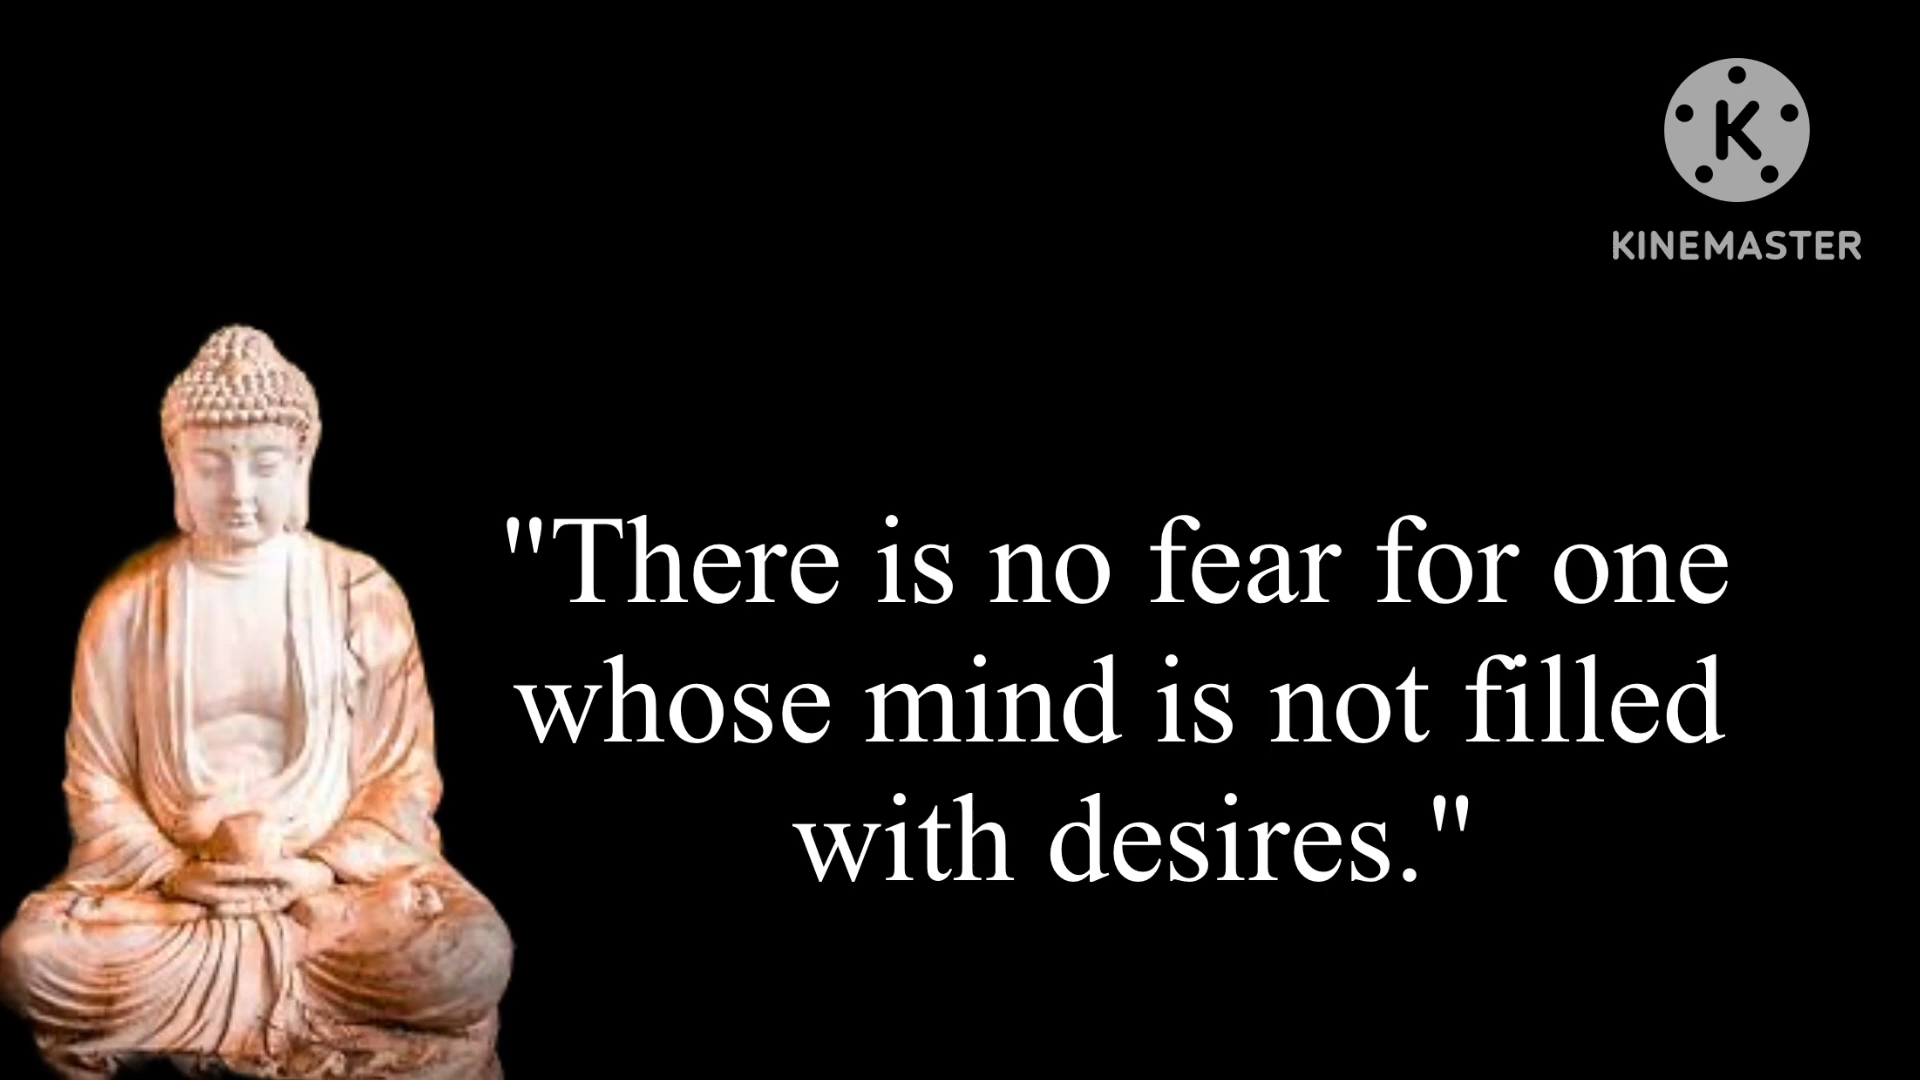 KINEMASTER
"There is no fear for one
whose mind is not filled
with desires."